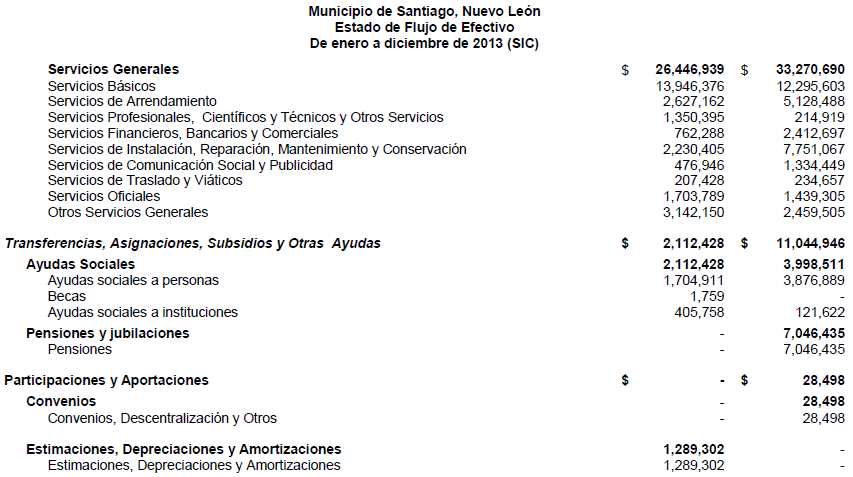 Municipio de Santiago, Nuevo León
Estado de Flujo de Efectivo
De enero a diciembre de 2013 (SIC)
Servicios Generales $ 26,446,939 $ 33,270,690
Servicios Básicos 13,946,376 12,295,603
Servicios de Arrendamiento 2,627,162 5,128,488
Servicios Profesionales, Científicos y Técnicos y Otros Servicios 1,350,395 214,919
Servicios Financieros, Bancarios y Comerciales 762,288 2,412,697
Servicios de Instalación, Reparación, Mantenimiento y Conservación 2,230,405 7,751,067
Servicios de Comunicación Social y Publicidad 476,946 1,334,449
Servicios de Traslado y Viáticos 207,428 234,657
Servicios Oficiales 1,703,789 1,439,305
Otros Servicios Generales 3,142,150 2,459,505
Transferencias, Asignaciones, Subsidios y Otras Ayudas $ 2,112,428 $ 11,044,946
Ayudas Sociales 2,112,428 3,998,511
Ayudas sociales a personas 1,704,911 3,876,889
Becas 1,759 -
Ayudas sociales a instituciones 405,758 121,622
Pensiones y jubilaciones - 7,046,435
Pensiones - 7,046,435
Participaciones y Aportaciones $ - $ 28,498
Convenios - 28,498
Convenios, Descentralización y Otros - 28,498
Estimaciones, Depreciaciones y Amortizaciones 1,289,302 -
Estimaciones, Depreciaciones y Amortizaciones 1,289,302 -